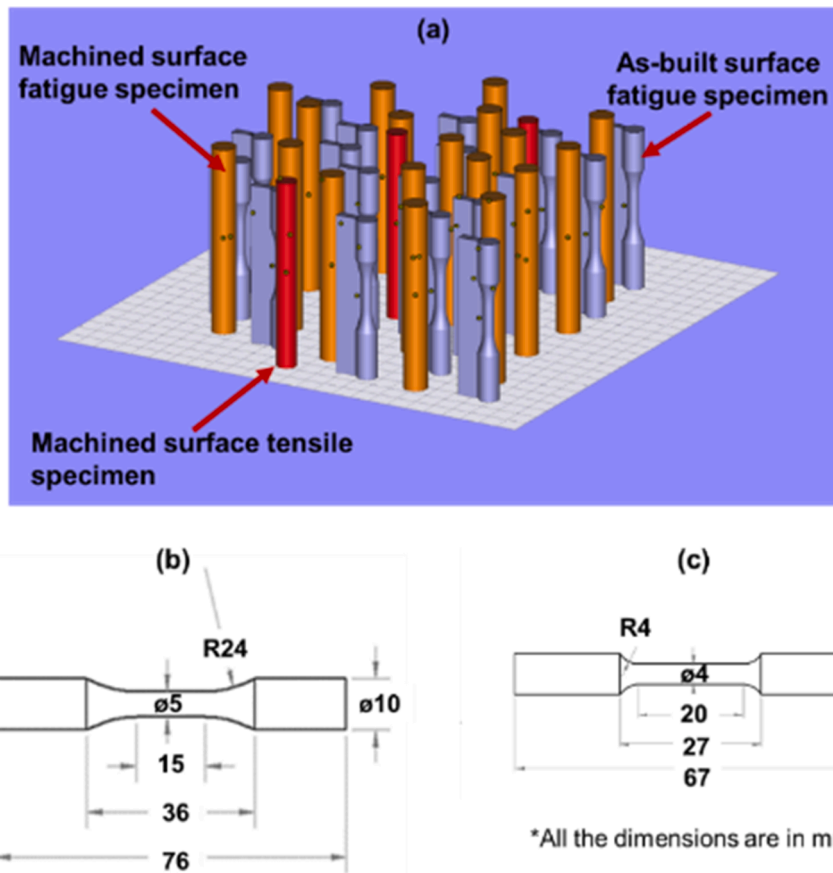 (a)
Machined surface
fatigue specimen
As-built surface
fatigue specimen
Machined surface tensile
specimen
(b)
R24
ø5
ø10
15
36
76
(c)
R4
ø4
20
27
67
*All the dimensions are in m